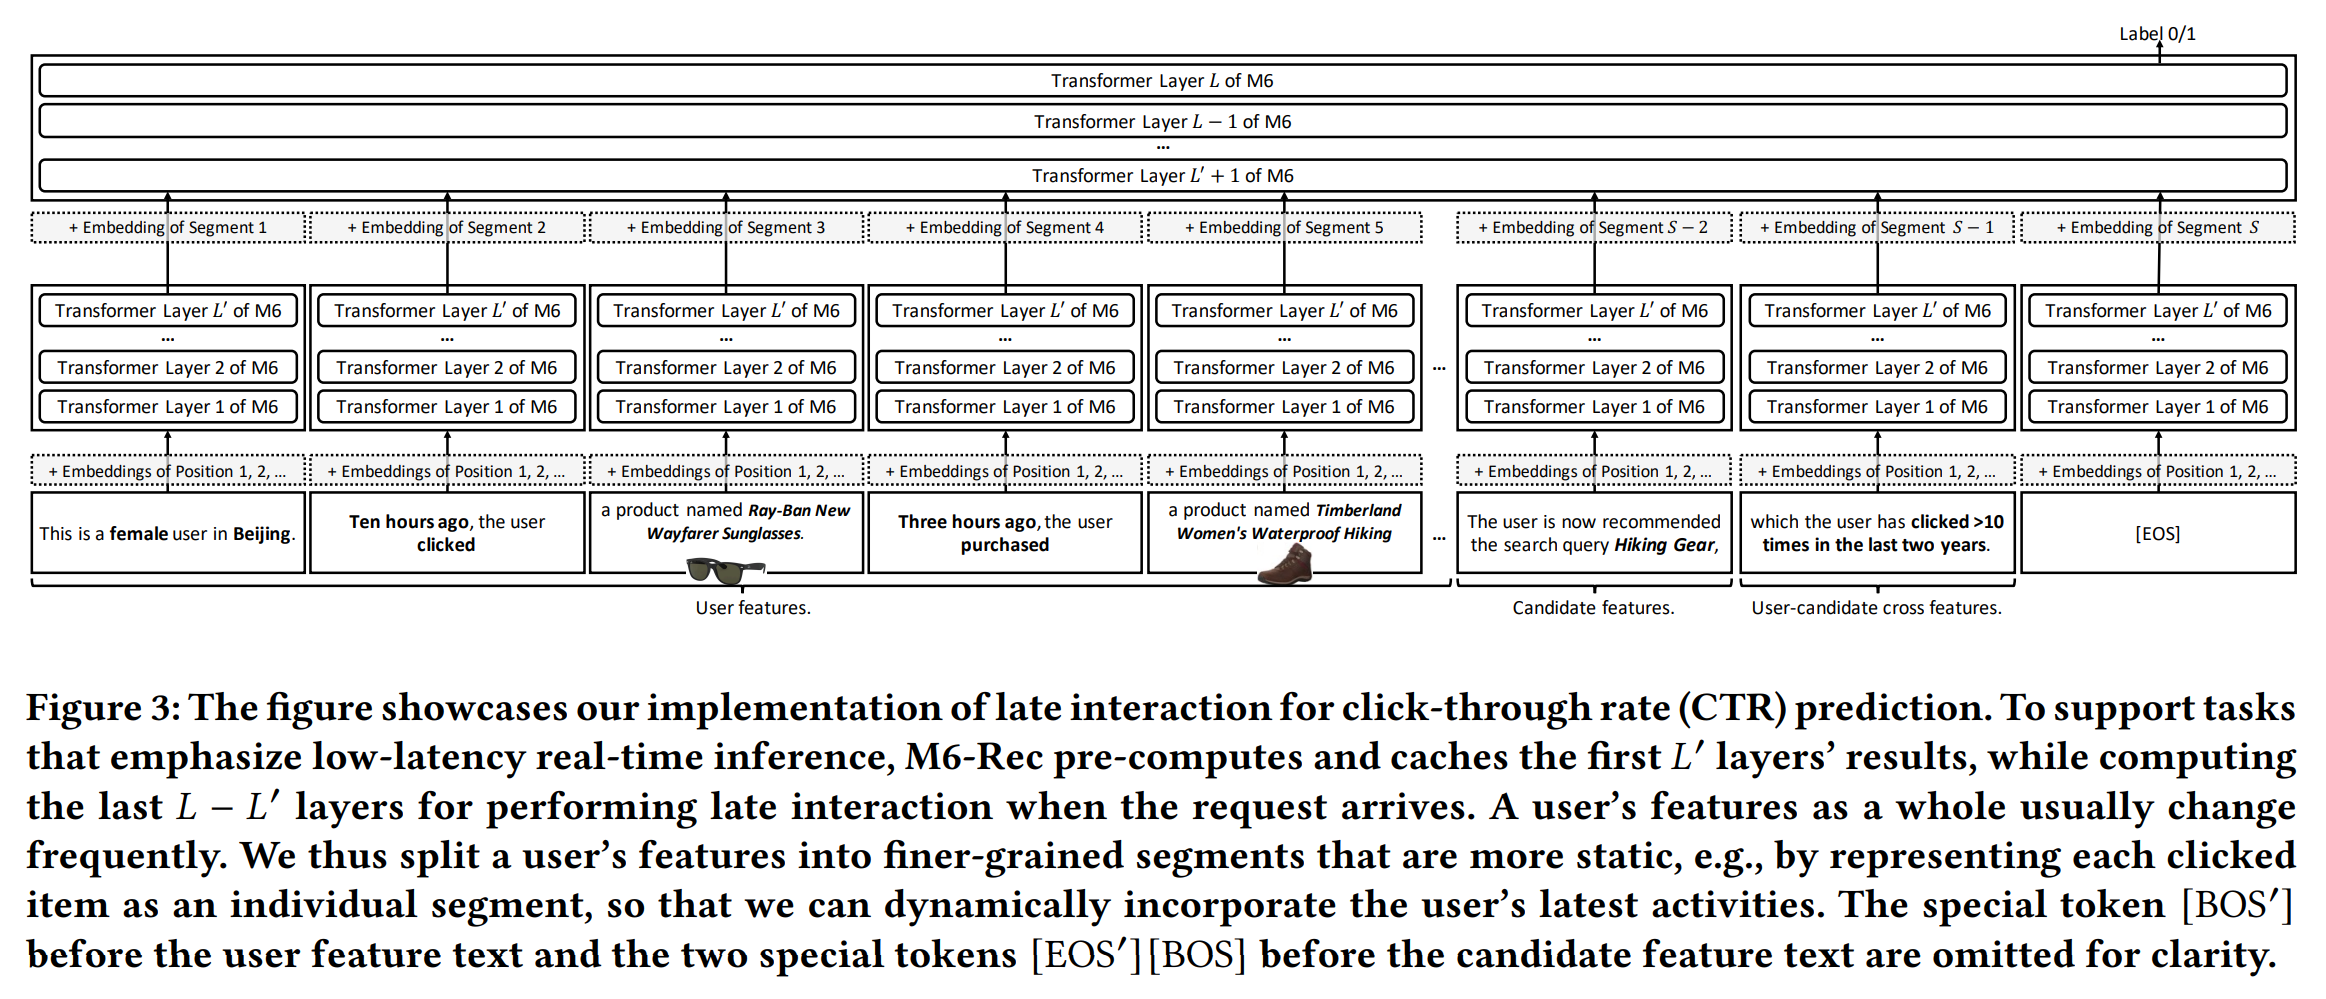 Label 0/1
Transformer Layer L of M6
Transformer Layer L − 1 of M6
...
Transformer Layer L′ + 1 of M6
+ Embedding of Segment 1
+ Embedding of Segment 2
+ Embedding of Segment 3
+ Embedding of Segment 4
+ Embedding of Segment 5
+ Embedding of Segment S − 2
+ Embedding of Segment S − 1
+ Embedding of Segment S
Transformer Layer L′ of M6
...
Transformer Layer 2 of M6
Transformer Layer 1 of M6
Transformer Layer L′ of M6
...
Transformer Layer 2 of M6
Transformer Layer 1 of M6
Transformer Layer L′ of M6
...
Transformer Layer 2 of M6
Transformer Layer 1 of M6
Transformer Layer L′ of M6
...
Transformer Layer 2 of M6
Transformer Layer 1 of M6
Transformer Layer L′ of M6
...
Transformer Layer 2 of M6
Transformer Layer 1 of M6
...
Transformer Layer L′ of M6
...
Transformer Layer 2 of M6
Transformer Layer 1 of M6
Transformer Layer L′ of M6
...
Transformer Layer 2 of M6
Transformer Layer 1 of M6
Transformer Layer L′ of M6
...
Transformer Layer 2 of M6
Transformer Layer 1 of M6
+ Embeddings of Position 1, 2, ...
+ Embeddings of Position 1, 2, ...
+ Embeddings of Position 1, 2, ...
+ Embeddings of Position 1, 2, ...
+ Embeddings of Position 1, 2, ...
+ Embeddings of Position 1, 2, ...
+ Embeddings of Position 1, 2, ...
+ Embeddings of Position 1, 2, ...
This is a female user in Beijing.
Ten hours ago, the user
clicked
a product named Ray-Ban New
Wayfarer Sunglasses.
Three hours ago, the user
purchased
a product named Timberland
Women's Waterproof Hiking
...
The user is now recommended
the search query Hiking Gear,
which the user has clicked >10
times in the last two years.
[EOS]
User features.
Candidate features.
User-candidate cross features.
Figure 3: The figure showcases our implementation of late interaction for click-through rate (CTR) prediction. To support tasks
that emphasize low-latency real-time inference, M6-Rec pre-computes and caches the first L′ layers’ results, while computing
the last L − L′ layers for performing late interaction when the request arrives. A user’s features as a whole usually change
frequently. We thus split a user’s features into finer-grained segments that are more static, e.g., by representing each clicked
item as an individual segment, so that we can dynamically incorporate the user’s latest activities. The special token [BOS′]
before the user feature text and the two special tokens [EOS′][BOS] before the candidate feature text are omitted for clarity.